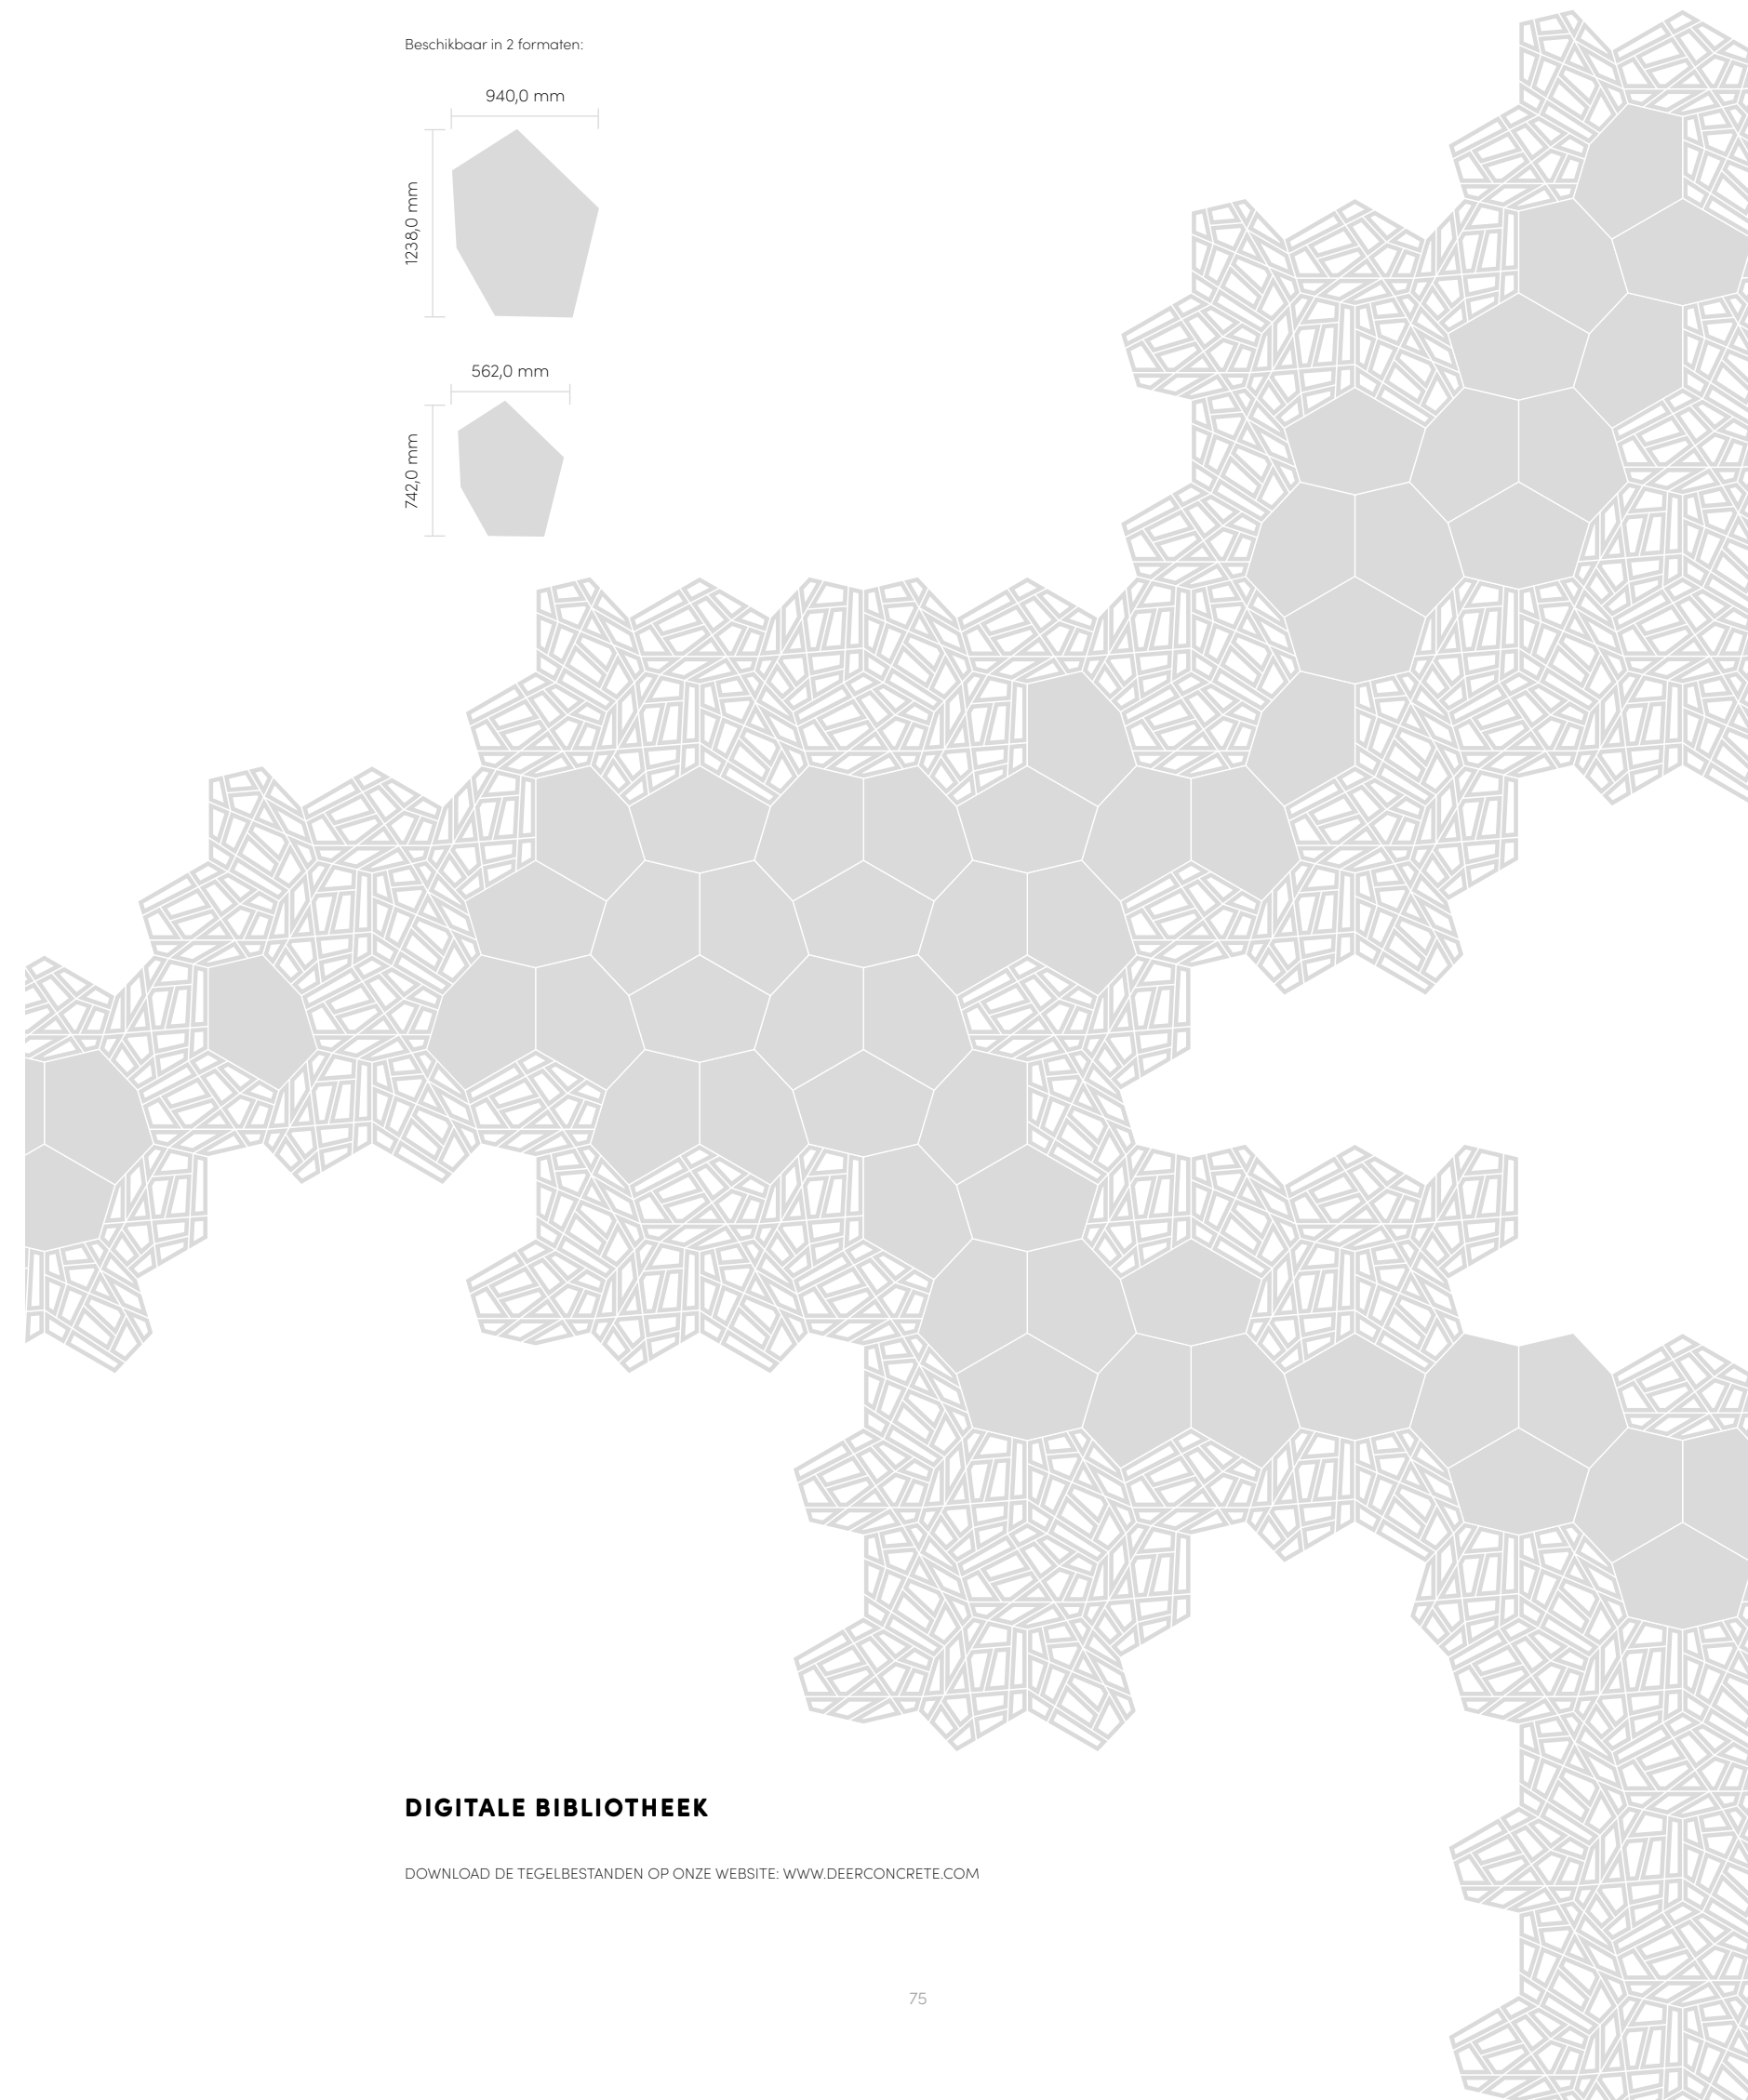 Beschikbaar in 2 formaten:
940,0 mm
1238,0 mm
562,0 mm
742,0 mm
DIGITALE BIBLIOTHEEK
DOWNLOAD DE TEGELBESTANDEN OP ONZE WEBSITE: WWW.DEERCONCRETE.COM
75